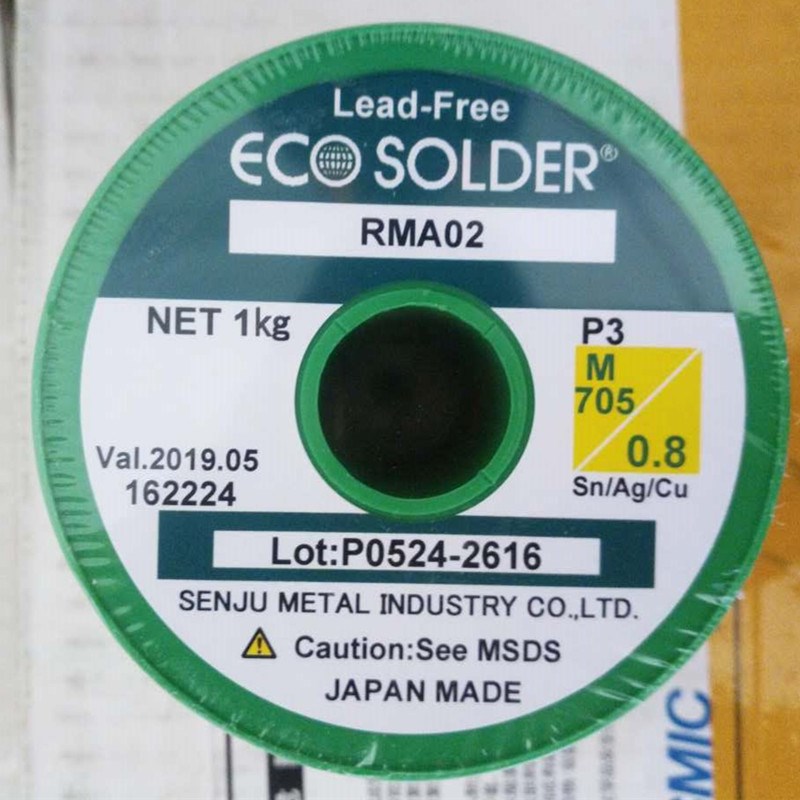 Lead-Free
ECO SOLDER®
RMA02
NET 1kg
P3
M
705
0.8
Sn/Ag/Cu
Val.2019.05
162224
Lot:P0524-2616
SENJU METAL INDUSTRY CO.,LTD.
Caution:See MSDS
JAPAN MADE
MIC